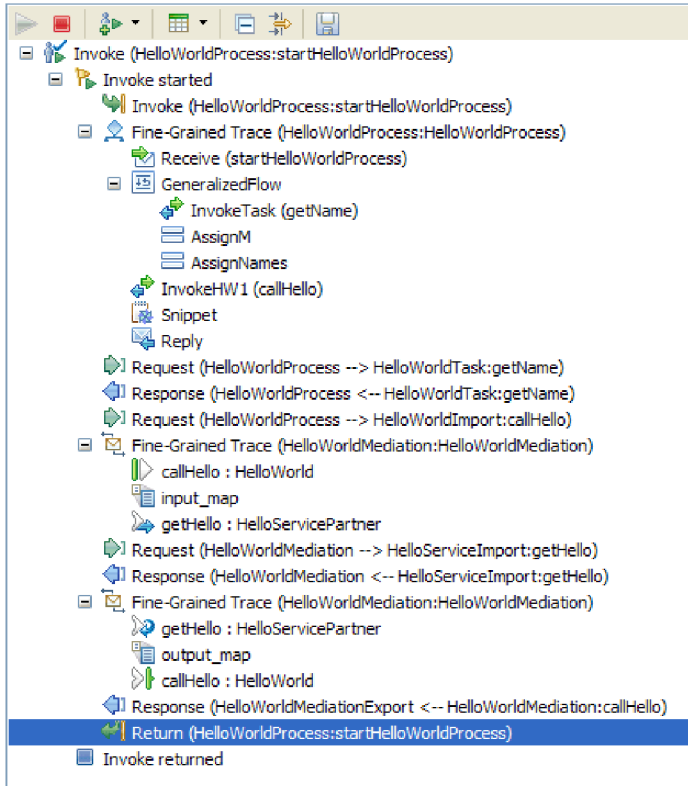 Invoke (HelloWorldProcess:startHelloWorldProcess)
Invoke started
Invoke (HelloWorldProcess:startHelloWorldProcess)
Fine-Grained Trace (HelloWorldProcess:HelloWorldProcess)
Receive (startHelloWorldProcess)
GeneralizedFlow
InvokeTask (getName)
AssignM
AssignNames
InvokeHW1 (callHello)
Snippet
Reply
Request (HelloWorldProcess --> HelloWorldTask:getName)
Response (HelloWorldProcess <-- HelloWorldTask:getName)
Request (HelloWorldProcess --> HelloWorldImport:callHello)
Fine-Grained Trace (HelloWorldMediation:HelloWorldMediation)
callHello : HelloWorld
input_map
getHello : HelloServicePartner
Request (HelloWorldMediation --> HelloServiceImport:getHello)
Response (HelloWorldMediation <-- HelloServiceImport:getHello)
Fine-Grained Trace (HelloWorldMediation:HelloWorldMediation)
getHello : HelloServicePartner
output_map
callHello : HelloWorld
Response (HelloWorldMediationExport <-- HelloWorldMediation:callHello)
Return (HelloWorldProcess:startHelloWorldProcess)
Invoke returned